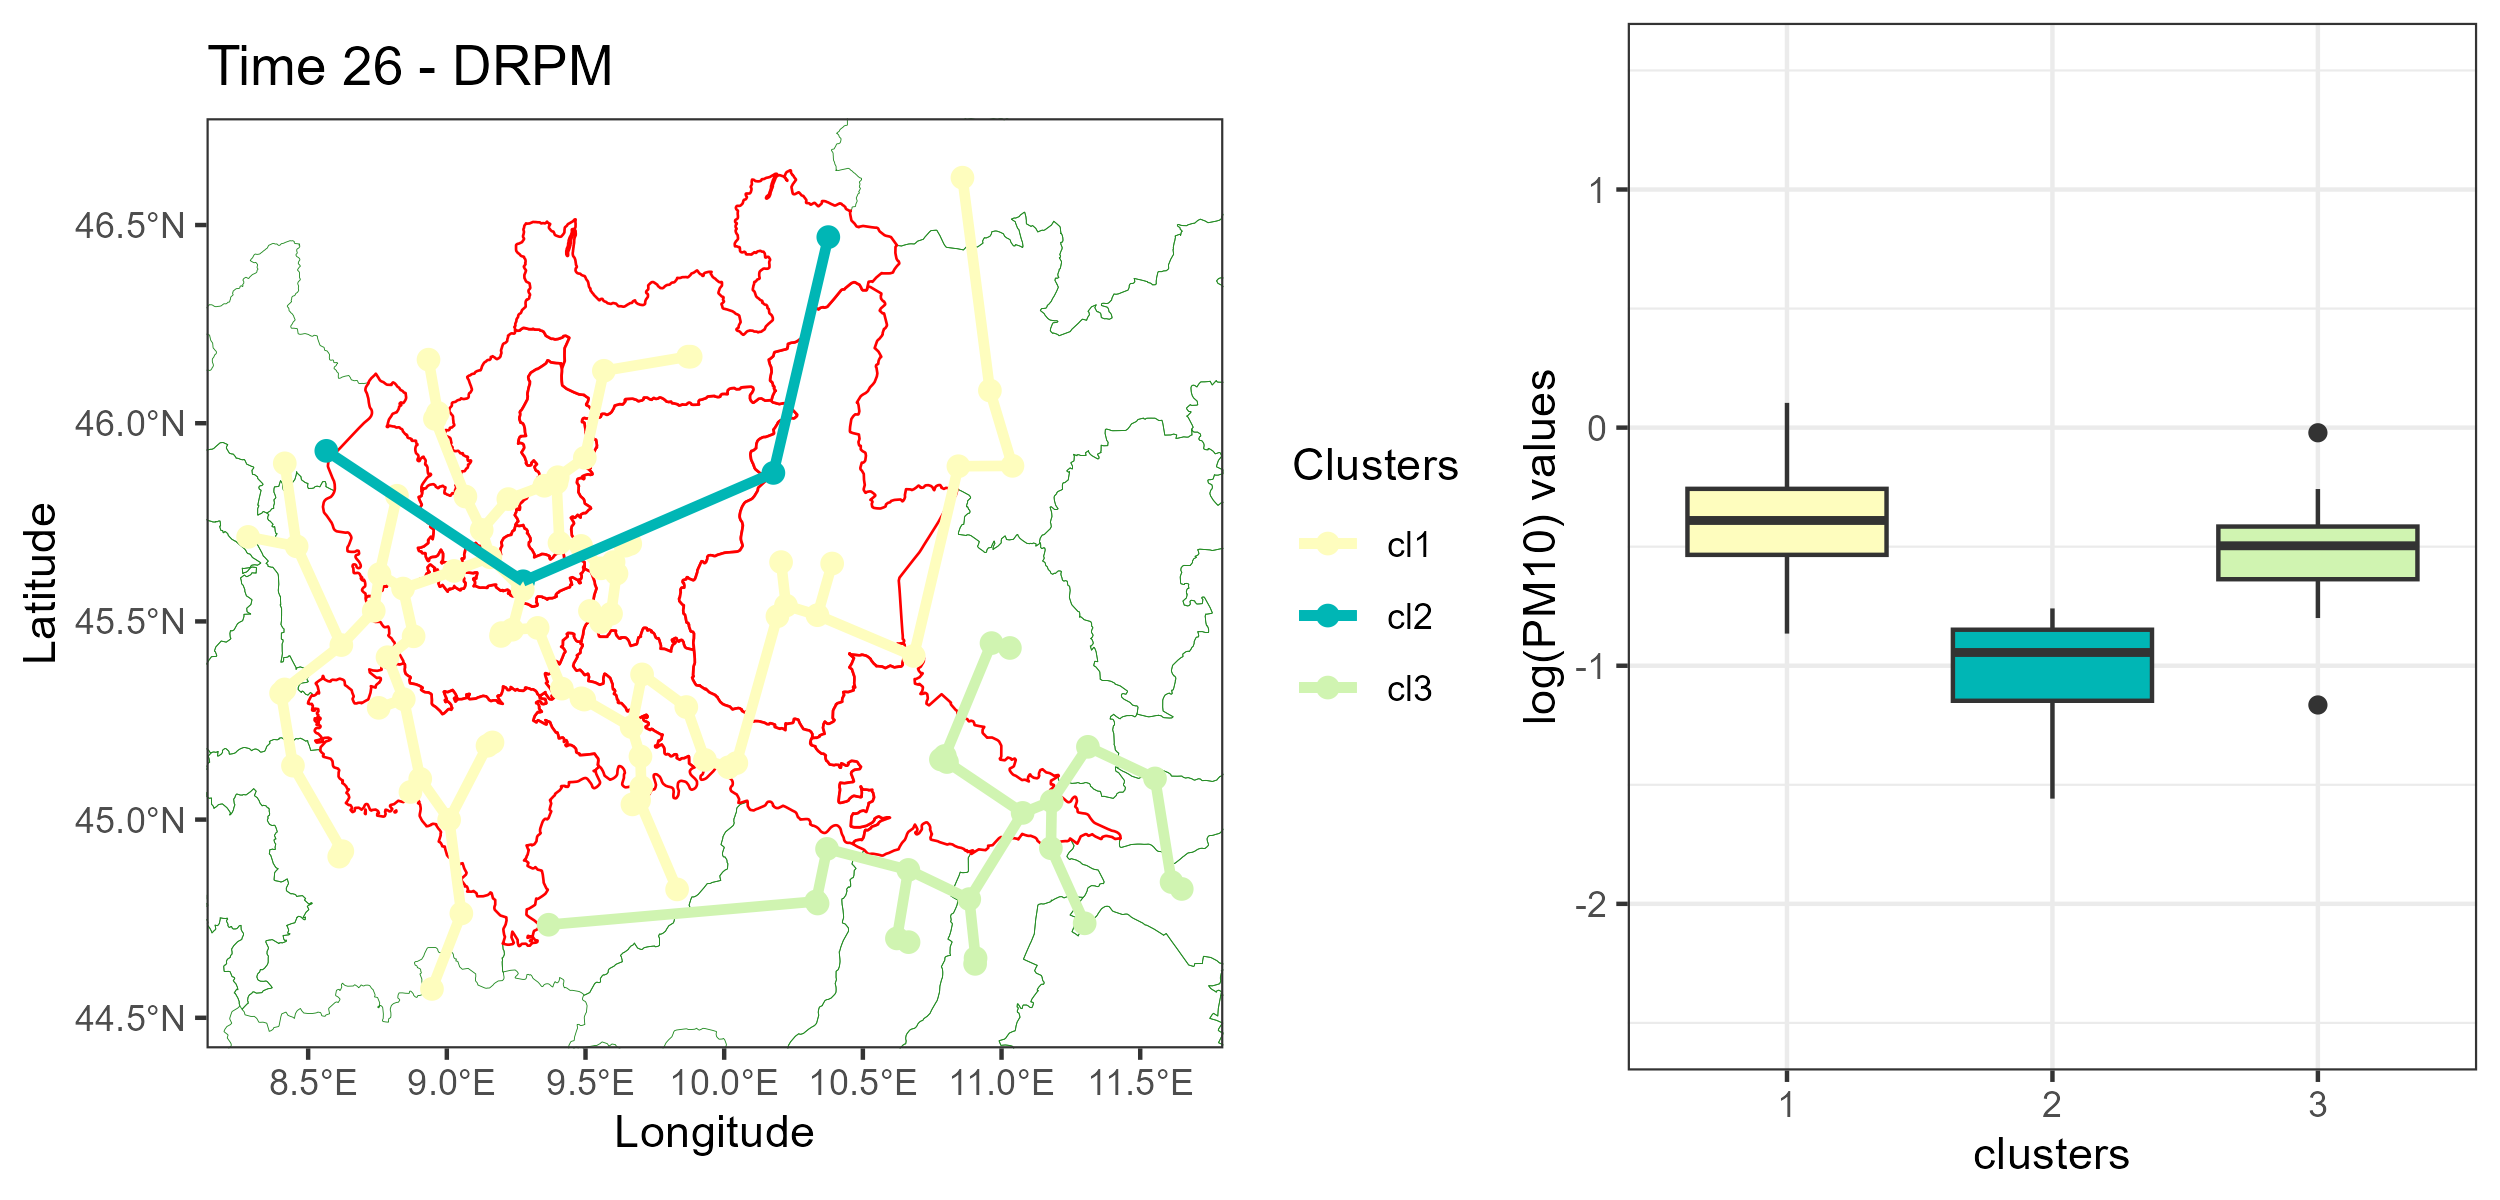 Time 26 - DRPM
Latitude
46.5°N
46.0°N
45.5°N
45.0°N
44.5°N
8.5°E 9.0°E 9.5°E 10.0°E 10.5°E 11.0°E 11.5°E
Longitude
Clusters
cl1
cl2
cl3
log(PM10) values
1
0
-1
-2
1 2 3
clusters